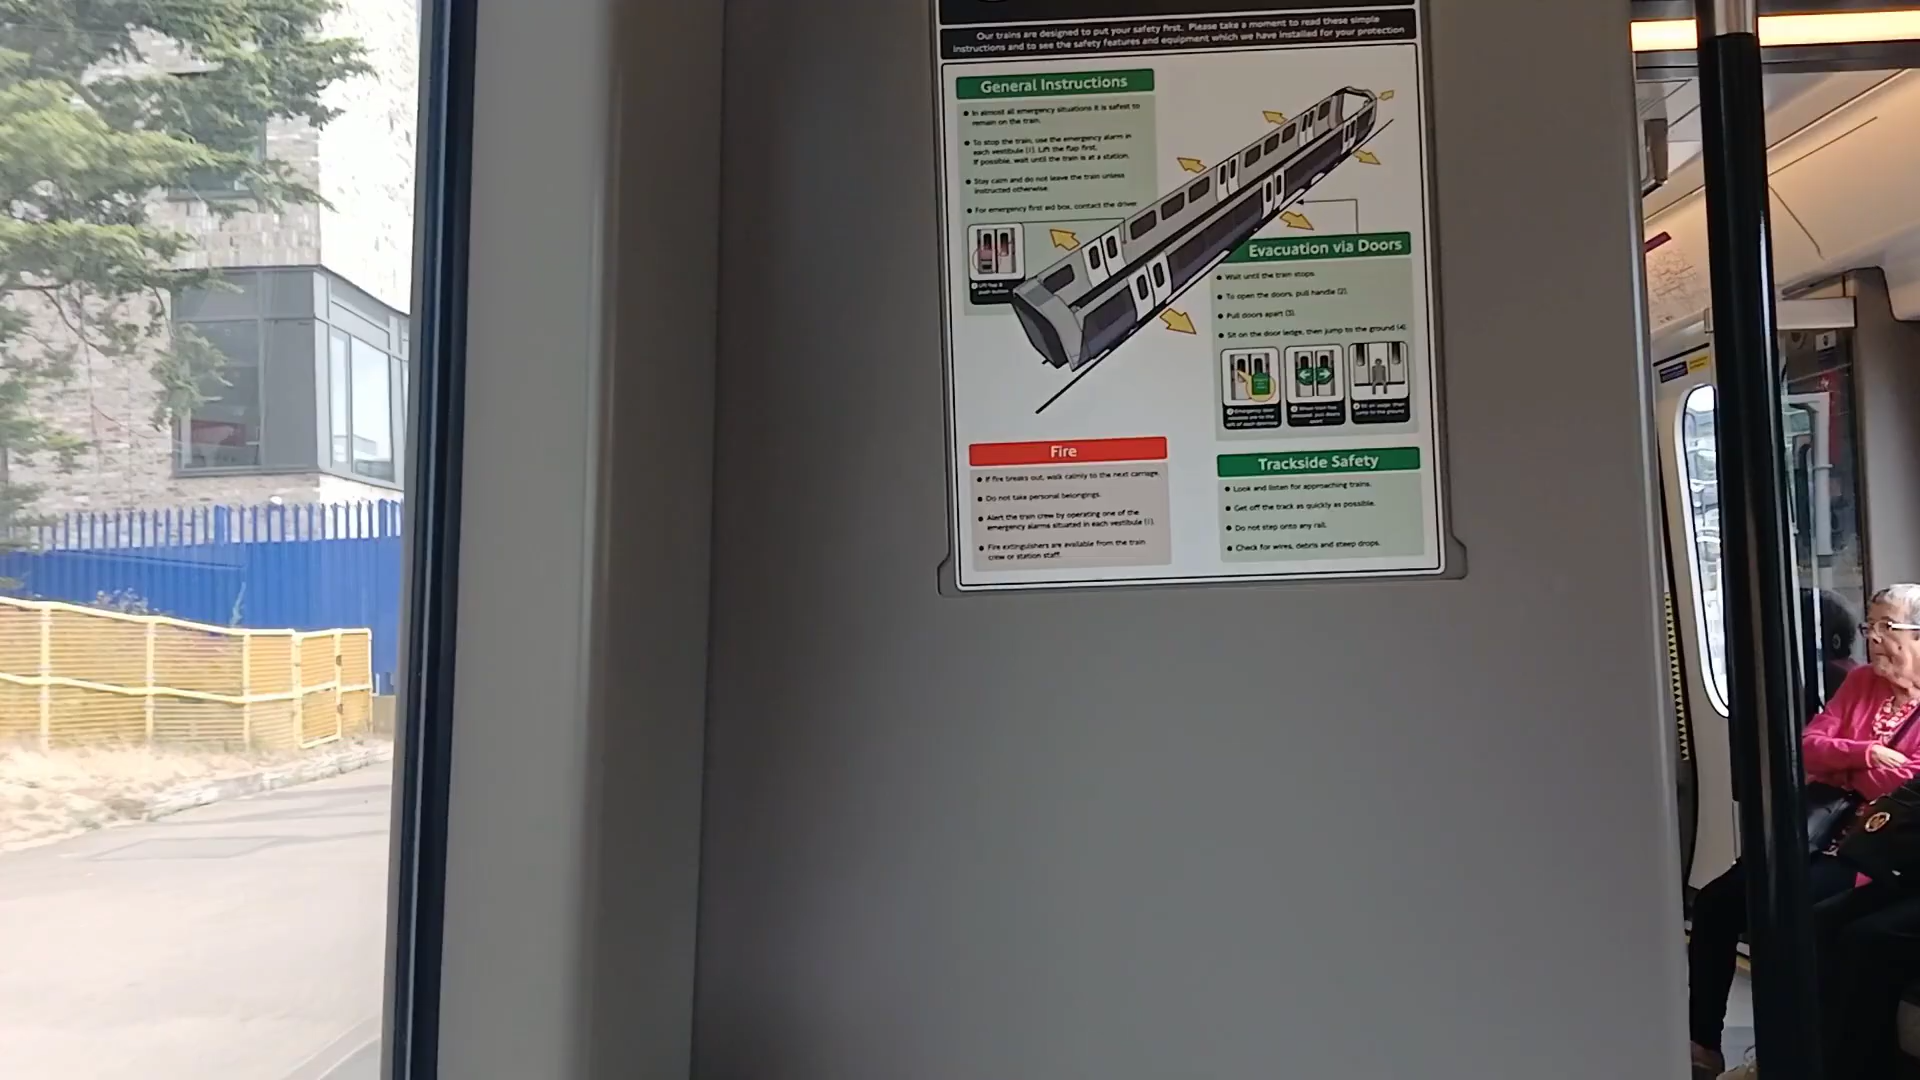 Our trains are designed to put your safety first. Please take a moment to read these simple
instructions and to see the safety features and equipment which we have installed for your protection
General Instructions
In almost all emergency situations it is safest to
remain on the train.
To stop the train, use the emergency alarm in
each vestibule (1). Lift the flap first.
If possible, wait until the train is at a station.
Stay calm and do not leave the train unless
instructed otherwise.
For emergency first aid box, contact the driver
1 Lift flap &
push button
Evacuation via Doors
Wait until the train stops.
To open the doors, pull handle (2).
Pull doors apart (3).
Sit on the door ledge, then jump to the ground (4).
Fire
If fire breaks out, walk calmly to the next carriage.
Do not take personal belongings.
Alert the train crew by operating one of the
emergency alarms situated in each vestibule (1).
Fire extinguishers are available from the train
crew or station staff.
Trackside Safety
Look and listen for approaching trains.
Get off the track as quickly as possible.
Do not step onto any rail.
Check for wires, debris and steep drops.